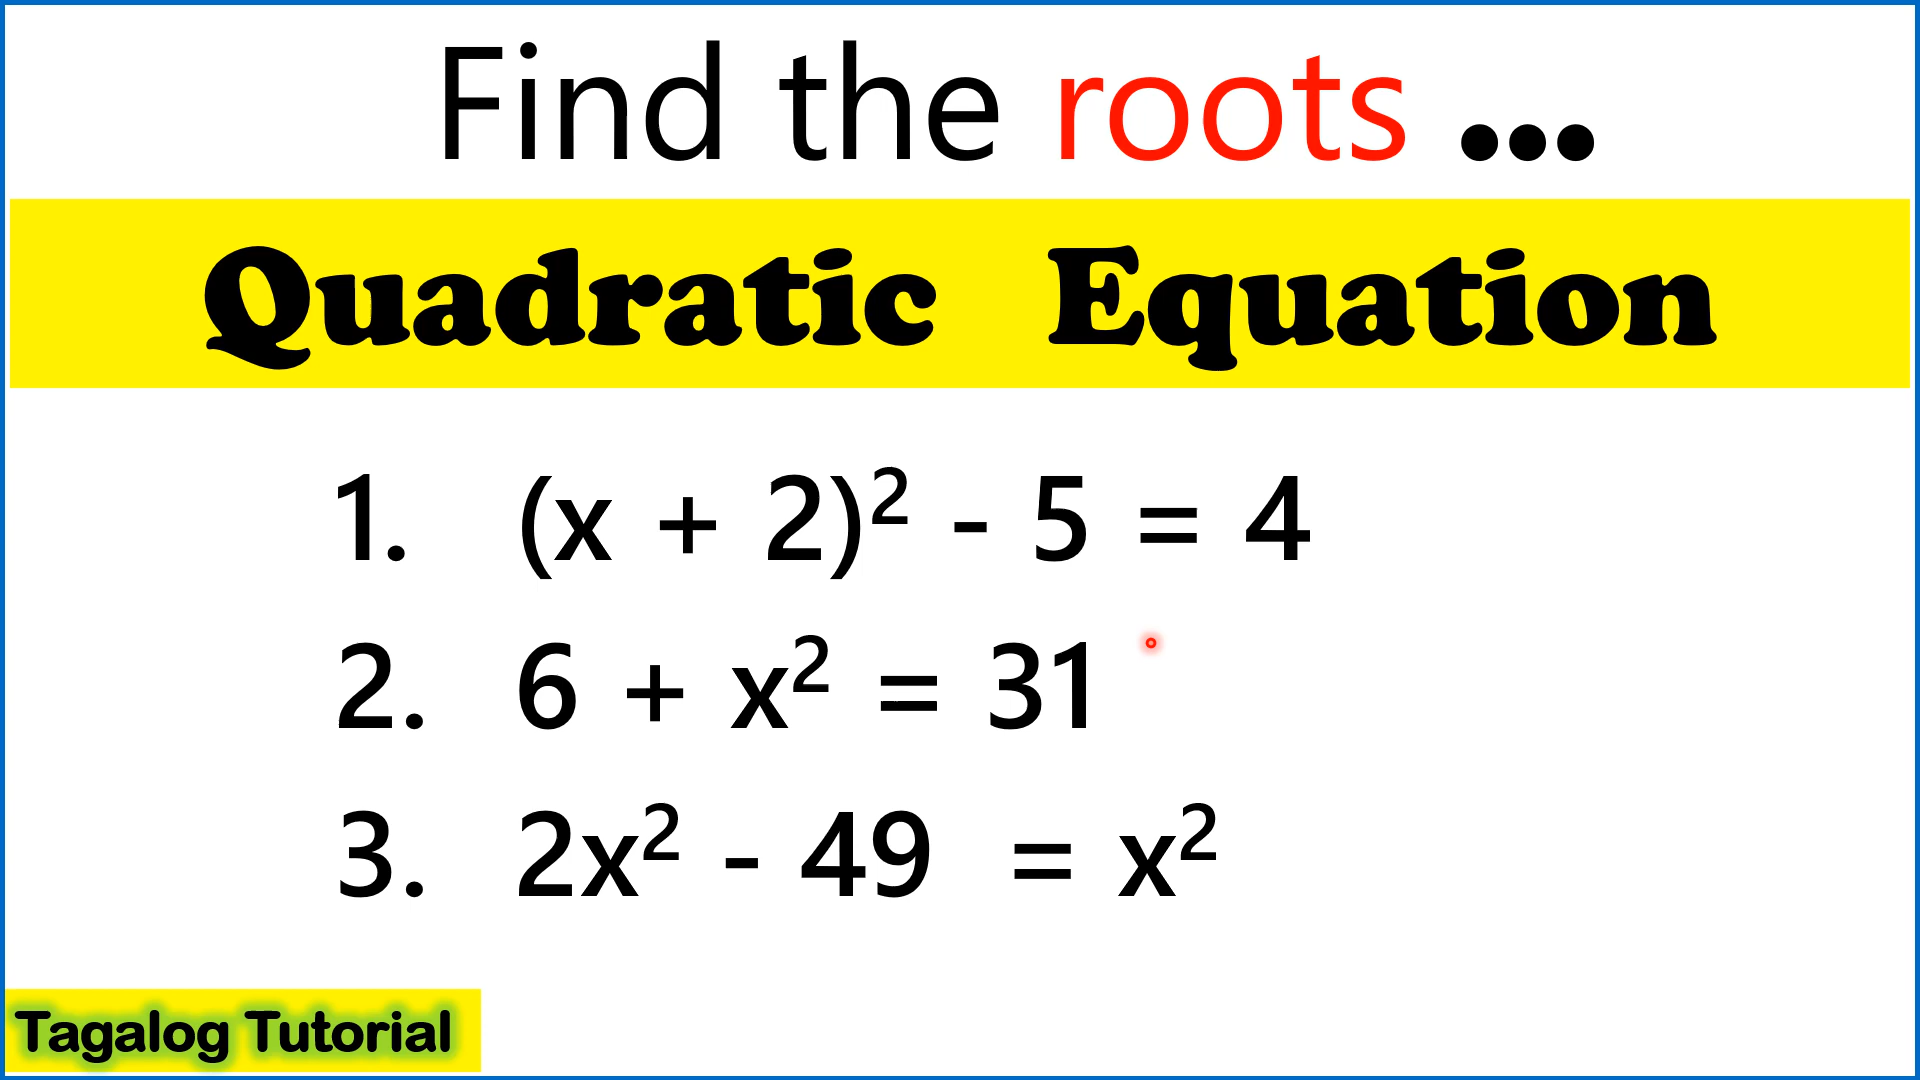 Find the roots ...
Quadratic Equation
1. (x + 2)² - 5 = 4
2. 6 + x² = 31
3. 2x² - 49 = x²
Tagalog Tutorial